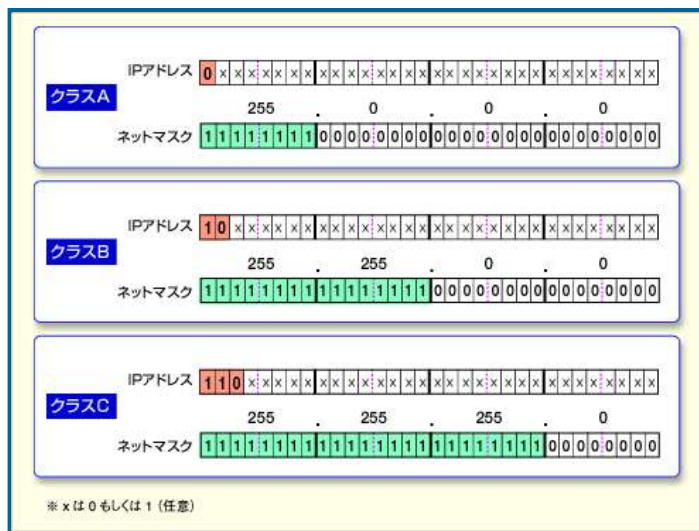 IPアドレス 0xxxxxxxxxxxxxxxxxxxxxxxxxxxxxxx
クラスA
255 . 0 . 0 . 0
ネットマスク 11111111000000000000000000000000
IPアドレス 10xxxxxxxxxxxxxxxxxxxxxxxxxxxxxx
クラスB
255 . 255 . 0 . 0
ネットマスク 11111111111111110000000000000000
IPアドレス 110xxxxxxxxxxxxxxxxxxxxxxxxxxxxx
クラスC
255 . 255 . 255 . 0
ネットマスク 11111111111111111111111100000000
※ xは0もしくは1(任意)